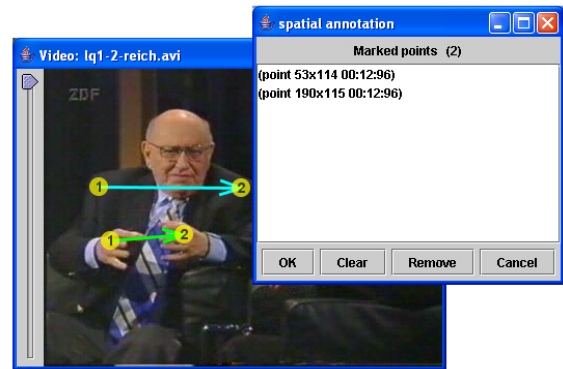 spatial annotation
Marked points (2)
(point 53x114 00:12:96)
(point 190x115 00:12:96)
OK Clear Remove Cancel
Video: lq1-2-reich.avi
ZDF
1 2
1 2